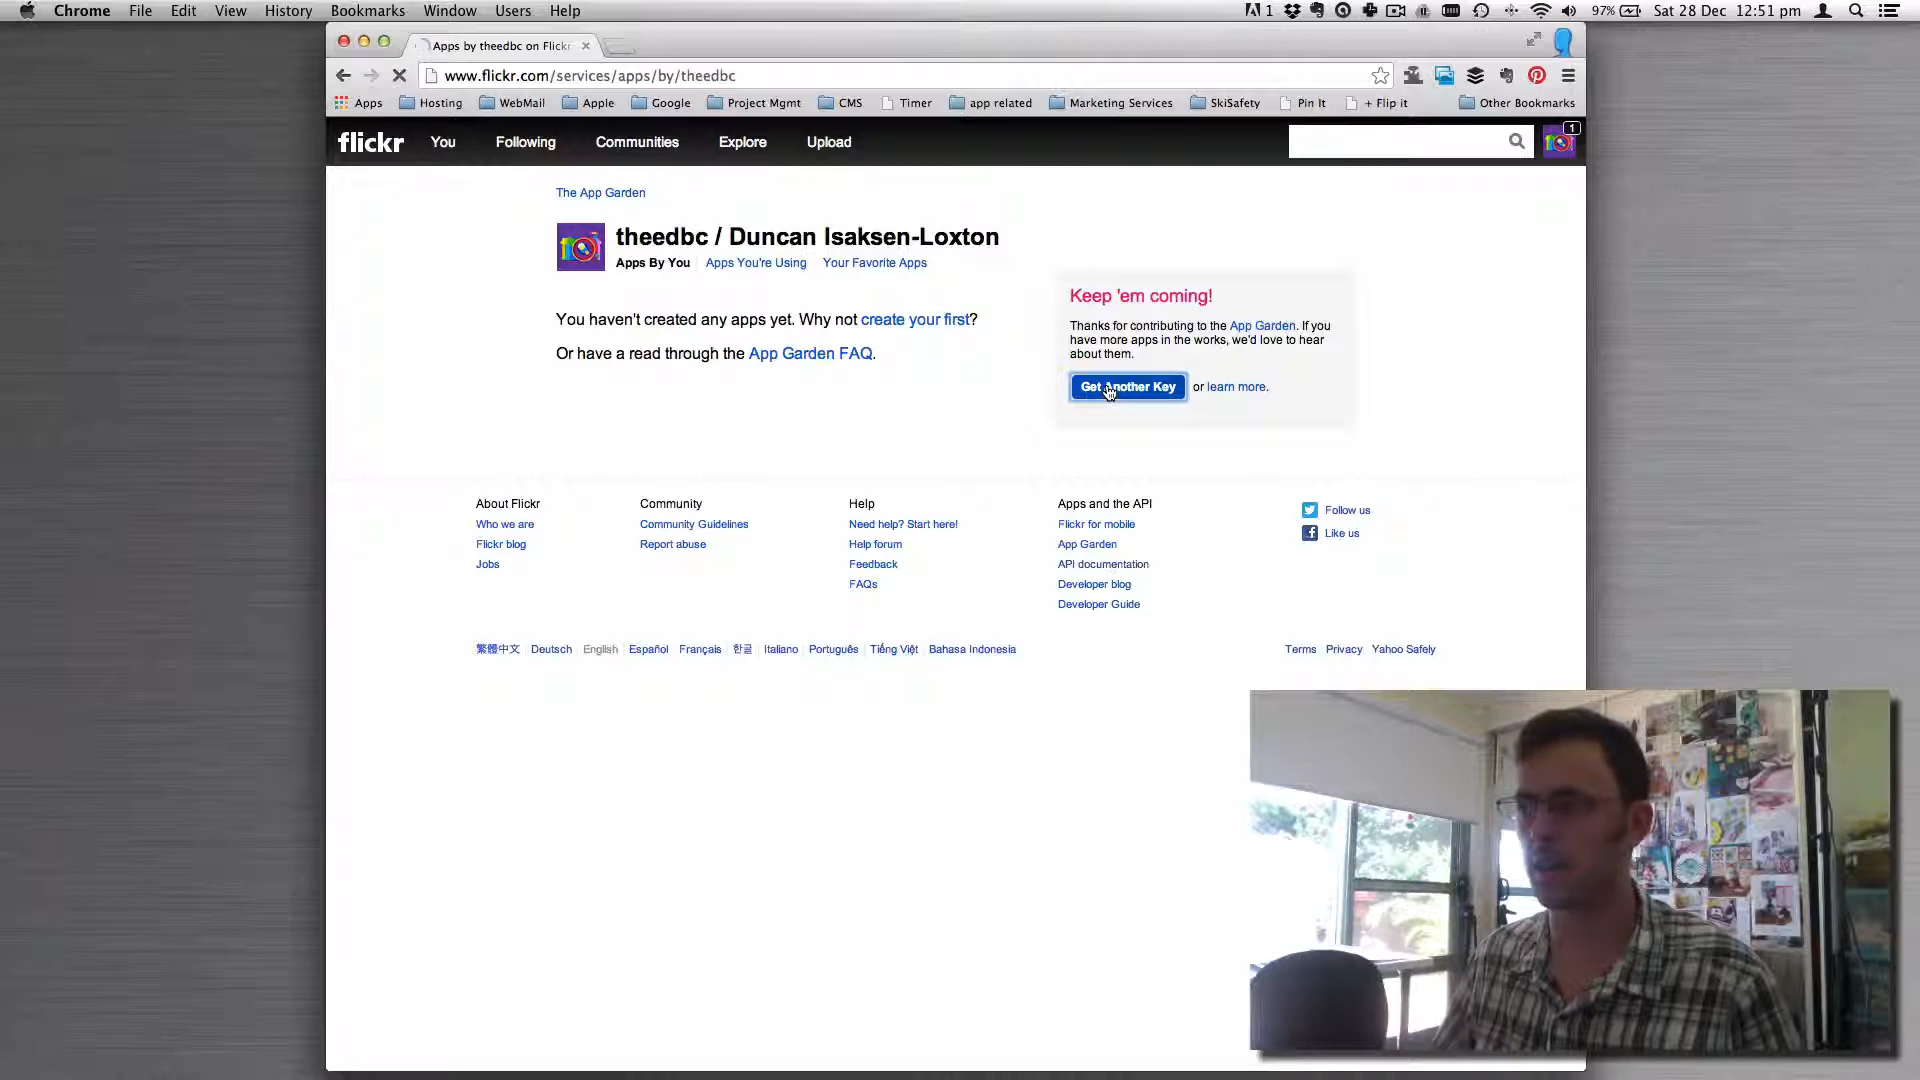 Chrome File Edit View History Bookmarks Window Users Help
1 97% Sat 28 Dec 12:51 pm
Apps by theedbc on Flickr
www.flickr.com/services/apps/by/theedbc
Apps Hosting WebMail Apple Google Project Mgmt CMS Timer app related Marketing Services SkiSafety Pin It + Flip it Other Bookmarks
flickr You Following Communities Explore Upload
1
The App Garden
theedbc / Duncan Isaksen-Loxton
Apps By You Apps You're Using Your Favorite Apps
You haven't created any apps yet. Why not create your first?
Or have a read through the App Garden FAQ.
Keep 'em coming!
Thanks for contributing to the App Garden. If you
have more apps in the works, we'd love to hear
about them.
Get Another Key or learn more.
About Flickr
Who we are
Flickr blog
Jobs
Community
Community Guidelines
Report abuse
Help
Need help? Start here!
Help forum
Feedback
FAQs
Apps and the API
Flickr for mobile
App Garden
API documentation
Developer blog
Developer Guide
Follow us
Like us
繁體中文 Deutsch English Español Français 한글 Italiano Português Tiếng Việt Bahasa Indonesia
Terms Privacy Yahoo Safely